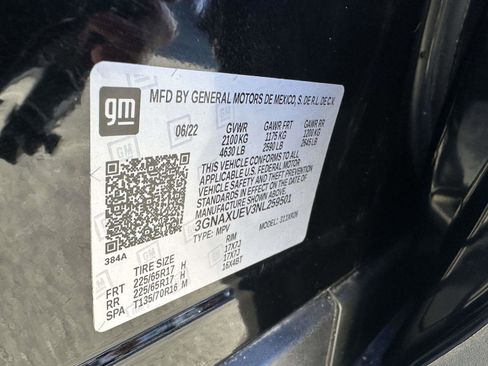 gm
MFD BY GENERAL MOTORS DE MEXICO, S. DE R.L. DE C.V.
06/22 GVWR GAWR FRT GAWR RR
2100 KG 1175 KG 1200 KG
4630 LB 2590 LB 2645 LB
THIS VEHICLE CONFORMS TO ALL
APPLICABLE U.S. FEDERAL MOTOR
VEHICLE SAFETY AND THEFT PREVENTION
STANDARDS IN EFFECT ON THE DATE OF
MANUFACTURE SHOWN ABOVE.
3GNAXUEV3NL259501
TYPE: MPV MODEL:
384A
TIRE SIZE RIM
FRT 225/65R17 H 17X7J
RR 225/65R17 H 17X7J
SPA T135/70R16 M 16X4BT